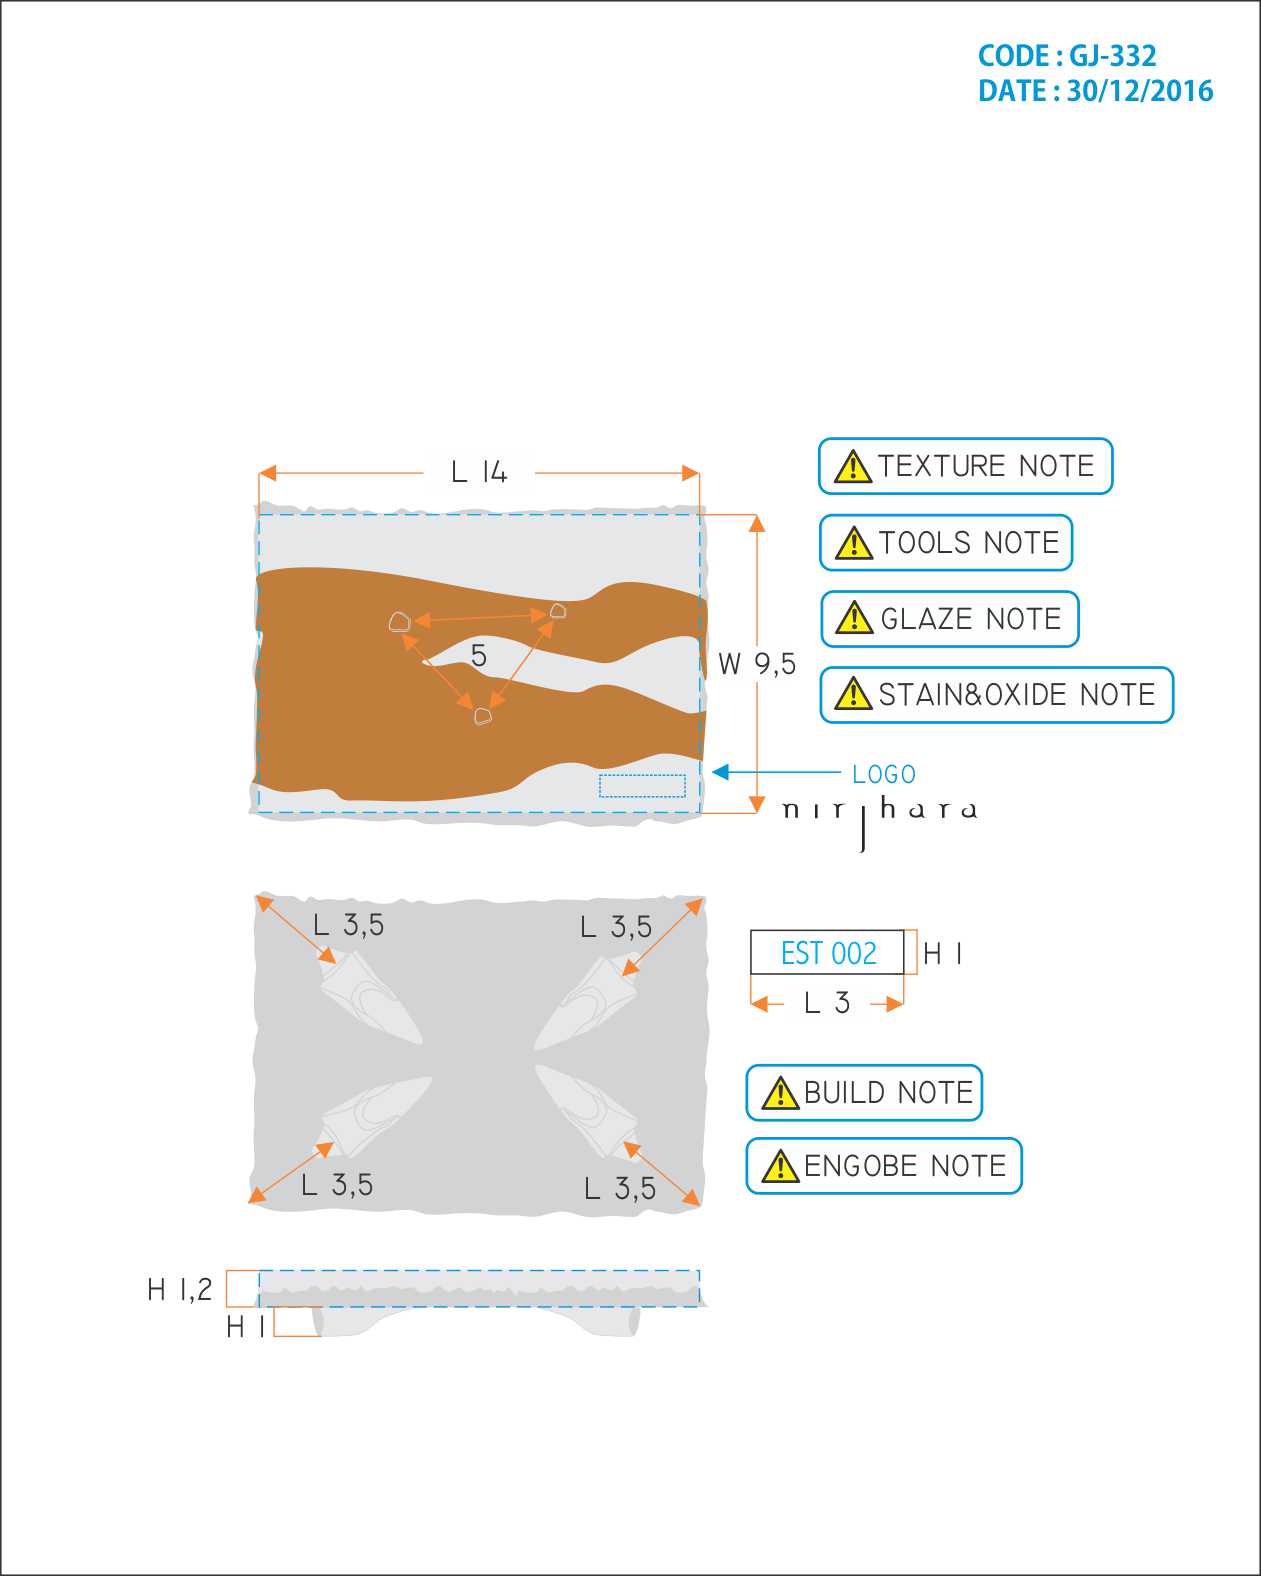 CODE : GJ-332
DATE : 30/12/2016
L 14
TEXTURE NOTE
TOOLS NOTE
GLAZE NOTE
5
W 9,5
STAIN&OXIDE NOTE
LOGO
nirjhara
L 3,5
L 3,5
EST 002
H 1
L 3
BUILD NOTE
ENGOBE NOTE
L 3,5
L 3,5
H 1,2
H 1